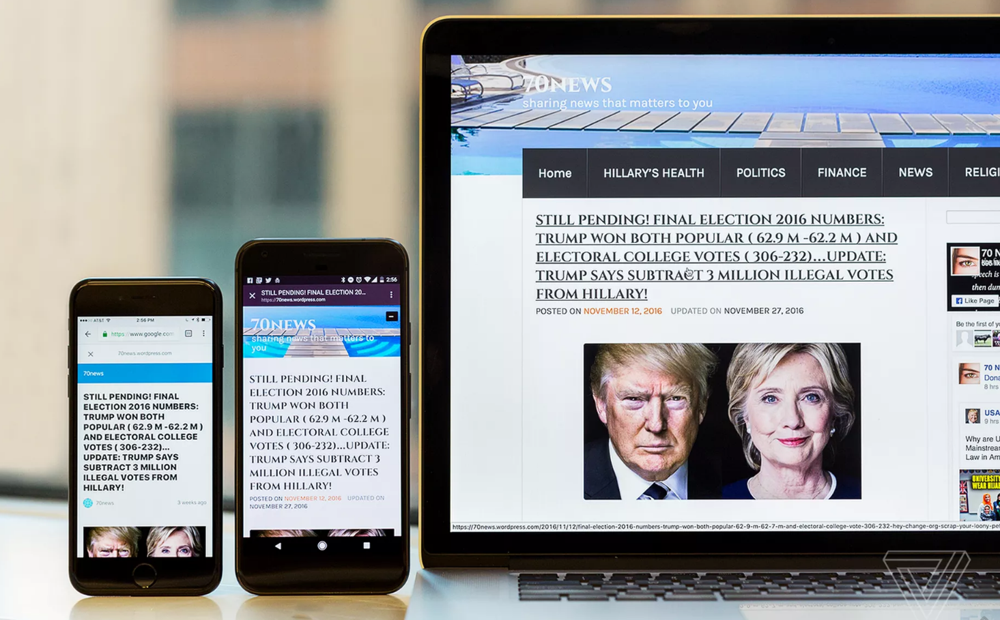 AT&T
2:56 PM
https://www.google.com
70news.wordpress.com
70news
STILL PENDING! FINAL
ELECTION 2016 NUMBERS:
TRUMP WON BOTH
POPULAR ( 62.9 M -62.2 M )
AND ELECTORAL COLLEGE
VOTES ( 306-232)...
UPDATE: TRUMP SAYS
SUBTRACT 3 MILLION
ILLEGAL VOTES FROM
HILLARY!
70news
3 weeks ago
2:56
STILL PENDING! FINAL ELECTION 20...
https://70news.wordpress.com
70NEWS
sharing news that matters to
you
STILL PENDING! FINAL
ELECTION 2016 NUMBERS:
TRUMP WON BOTH
POPULAR ( 62.9 M -62.2 M )
AND ELECTORAL COLLEGE
VOTES ( 306-232)...UPDATE:
TRUMP SAYS SUBTRACT 3
MILLION ILLEGAL VOTES
FROM HILLARY!
POSTED ON NOVEMBER 12, 2016 UPDATED ON
NOVEMBER 27, 2016
70NEWS
sharing news that matters to you
Home HILLARY'S HEALTH POLITICS FINANCE NEWS RELIGI
STILL PENDING! FINAL ELECTION 2016 NUMBERS:
TRUMP WON BOTH POPULAR ( 62.9 M -62.2 M ) AND
ELECTORAL COLLEGE VOTES ( 306-232)...UPDATE:
TRUMP SAYS SUBTRACT 3 MILLION ILLEGAL VOTES
FROM HILLARY!
POSTED ON NOVEMBER 12, 2016 UPDATED ON NOVEMBER 27, 2016
70 N
speech is
then dun
Like Page
Be the first of yo
70 N
Dona
8 hrs
USA
9 hrs
Why are U
Mainstrear
Law in Am
UNIVERSITY
WEAR HIJAB
https://70news.wordpress.com/2016/11/12/final-election-2016-numbers-trump-won-both-popular-62-9-m-62-7-m-and-electoral-college-vote-306-232-hey-change-org-scrap-your-loony-pet